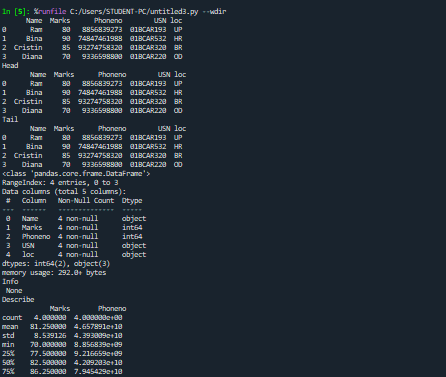 In [5]: %runfile C:/Users/STUDENT-PC/untitled3.py --wdir
Name Marks Phoneno USN loc
0 Ram 80 8856839273 01BCAR193 UP
1 Bina 90 74847461988 01BCAR532 HR
2 Cristin 85 93274758320 01BCAR320 BR
3 Diana 70 9336598800 01BCAR220 OD
Head
Name Marks Phoneno USN loc
0 Ram 80 8856839273 01BCAR193 UP
1 Bina 90 74847461988 01BCAR532 HR
2 Cristin 85 93274758320 01BCAR320 BR
3 Diana 70 9336598800 01BCAR220 OD
Tail
Name Marks Phoneno USN loc
0 Ram 80 8856839273 01BCAR193 UP
1 Bina 90 74847461988 01BCAR532 HR
2 Cristin 85 93274758320 01BCAR320 BR
3 Diana 70 9336598800 01BCAR220 OD
<class 'pandas.core.frame.DataFrame'>
RangeIndex: 4 entries, 0 to 3
Data columns (total 5 columns):
# Column Non-Null Count Dtype
--- ------ -------------- -----
0 Name 4 non-null object
1 Marks 4 non-null int64
2 Phoneno 4 non-null int64
3 USN 4 non-null object
4 loc 4 non-null object
dtypes: int64(2), object(3)
memory usage: 292.0+ bytes
Info
None
Describe
Marks Phoneno
count 4.000000 4.000000e+00
mean 81.250000 4.657891e+10
std 8.539126 4.393009e+10
min 70.000000 8.856839e+09
25% 77.500000 9.216659e+09
50% 82.500000 4.209203e+10
75% 86.250000 7.945429e+10